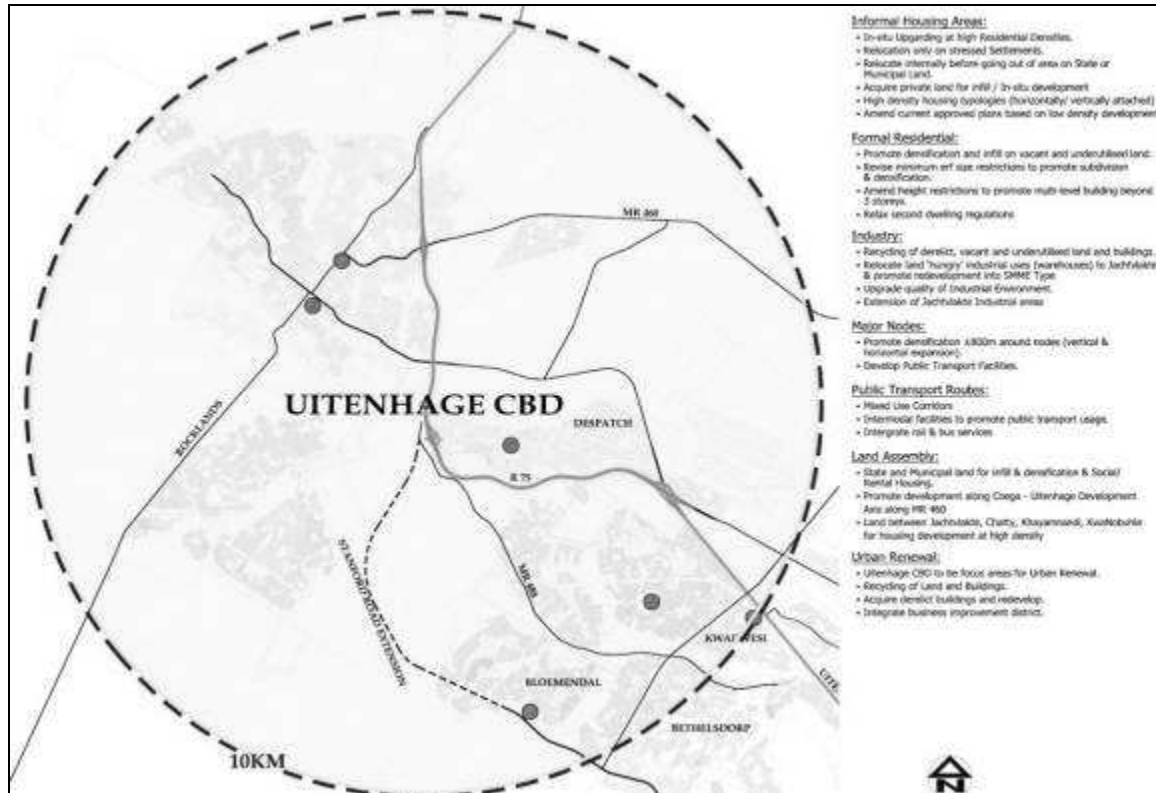 MR 460
ROCKLANDS
UITENHAGE CBD
DESPATCH
R 75
STANFORD ROAD EXTENSION
MR
BLOEMENDAL
BETHELSDORP
UITE
10KM
N
Informal Housing Areas:
• In-situ Upgarding at high Residential Densities.
• Relocation only on stressed Settlements.
• Relocate internally before going out of area on State or
Municipal Land.
• Acquire private land for infill / In-situ development
• High density housing typologies (horizontally/ vertically attached)
• Amend current approved plans based on low density development
Formal Residential:
• Promote densification and infill on vacant and underutilised land.
• Revise minimum erf size restrictions to promote subdivision
& densification.
• Amend height restrictions to promote multi-level building beyond
3 storeys.
• Relax second dwelling regulations
Industry:
• Recycling of derelict, vacant and underutilised land and buildings.
• Relocate land 'hungry' industrial uses (warehouses) to Jachtvlakte
& promote redevelopment into SMME Type
• Upgrade quality of Industrial Environment.
• Extension of Jachtvlakte Industrial areas
Major Nodes:
• Promote densification ±800m around nodes (vertical &
horizontal expansion).
• Develop Public Transport Facilities.
Public Transport Routes:
• Mixed Use Corridors
• Intermodal facilities to promote public transport usage.
• Intergrate rail & bus services
Land Assembly:
• State and Municipal land for infill & densification & Social/
Rental Housing.
• Promote development along Coega - Uitenhage Development
Axis along MR 460
• Land between Jachtvlakte, Chatty, Khayamnandi, KwaNobuhle
for housing development at high density
Urban Renewal:
• Uitenhage CBD to be focus areas for Urban Renewal.
• Recycling of Land and Buildings.
• Acquire derelict buildings and redevelop.
• Integrate business improvement district.